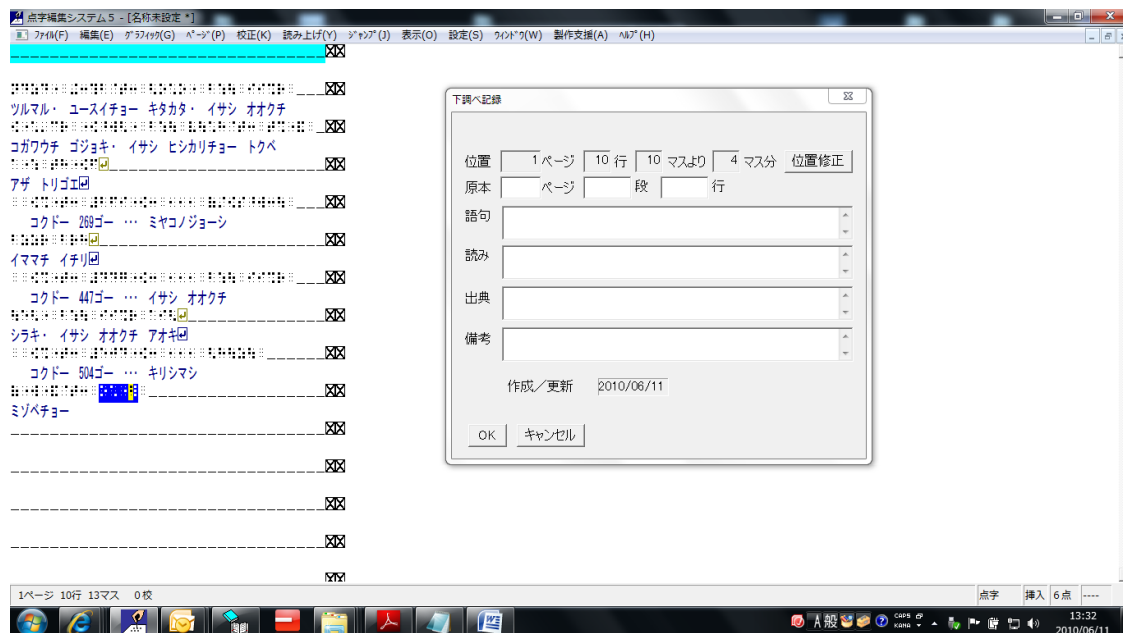 点字編集システム5 - [名称未設定 *]
ファイル(F) 編集(E) グラフィック(G) ページ(P) 校正(K) 読み上げ(Y) ジャンプ(J) 表示(O) 設定(S) ウィンドウ(W) 製作支援(A) ヘルプ(H)
ツルマル・ ユースイチョー キタカタ・ イサシ オオクチ
コガワウチ ゴジョキ・ イサシ ヒシカリチョー トクベ
アザ トリゴエ
コクドー 269ゴー … ミヤコノジョーシ
イママチ イチリ
コクドー 447ゴー … イサシ オオクチ
シラキ・ イサシ オオクチ アオキ
コクドー 504ゴー … キリシマシ
ミゾベチョー
下調べ記録
位置 1 ページ 10 行 10 マスより 4 マス分 位置修正
原本 ページ 段 行
語句
読み
出典
備考
作成/更新 2010/06/11
OK キャンセル
1ページ 10行 13マス 0校
点字 挿入 6点 ----
A 般 CAPS KANA
13:32
2010/06/11